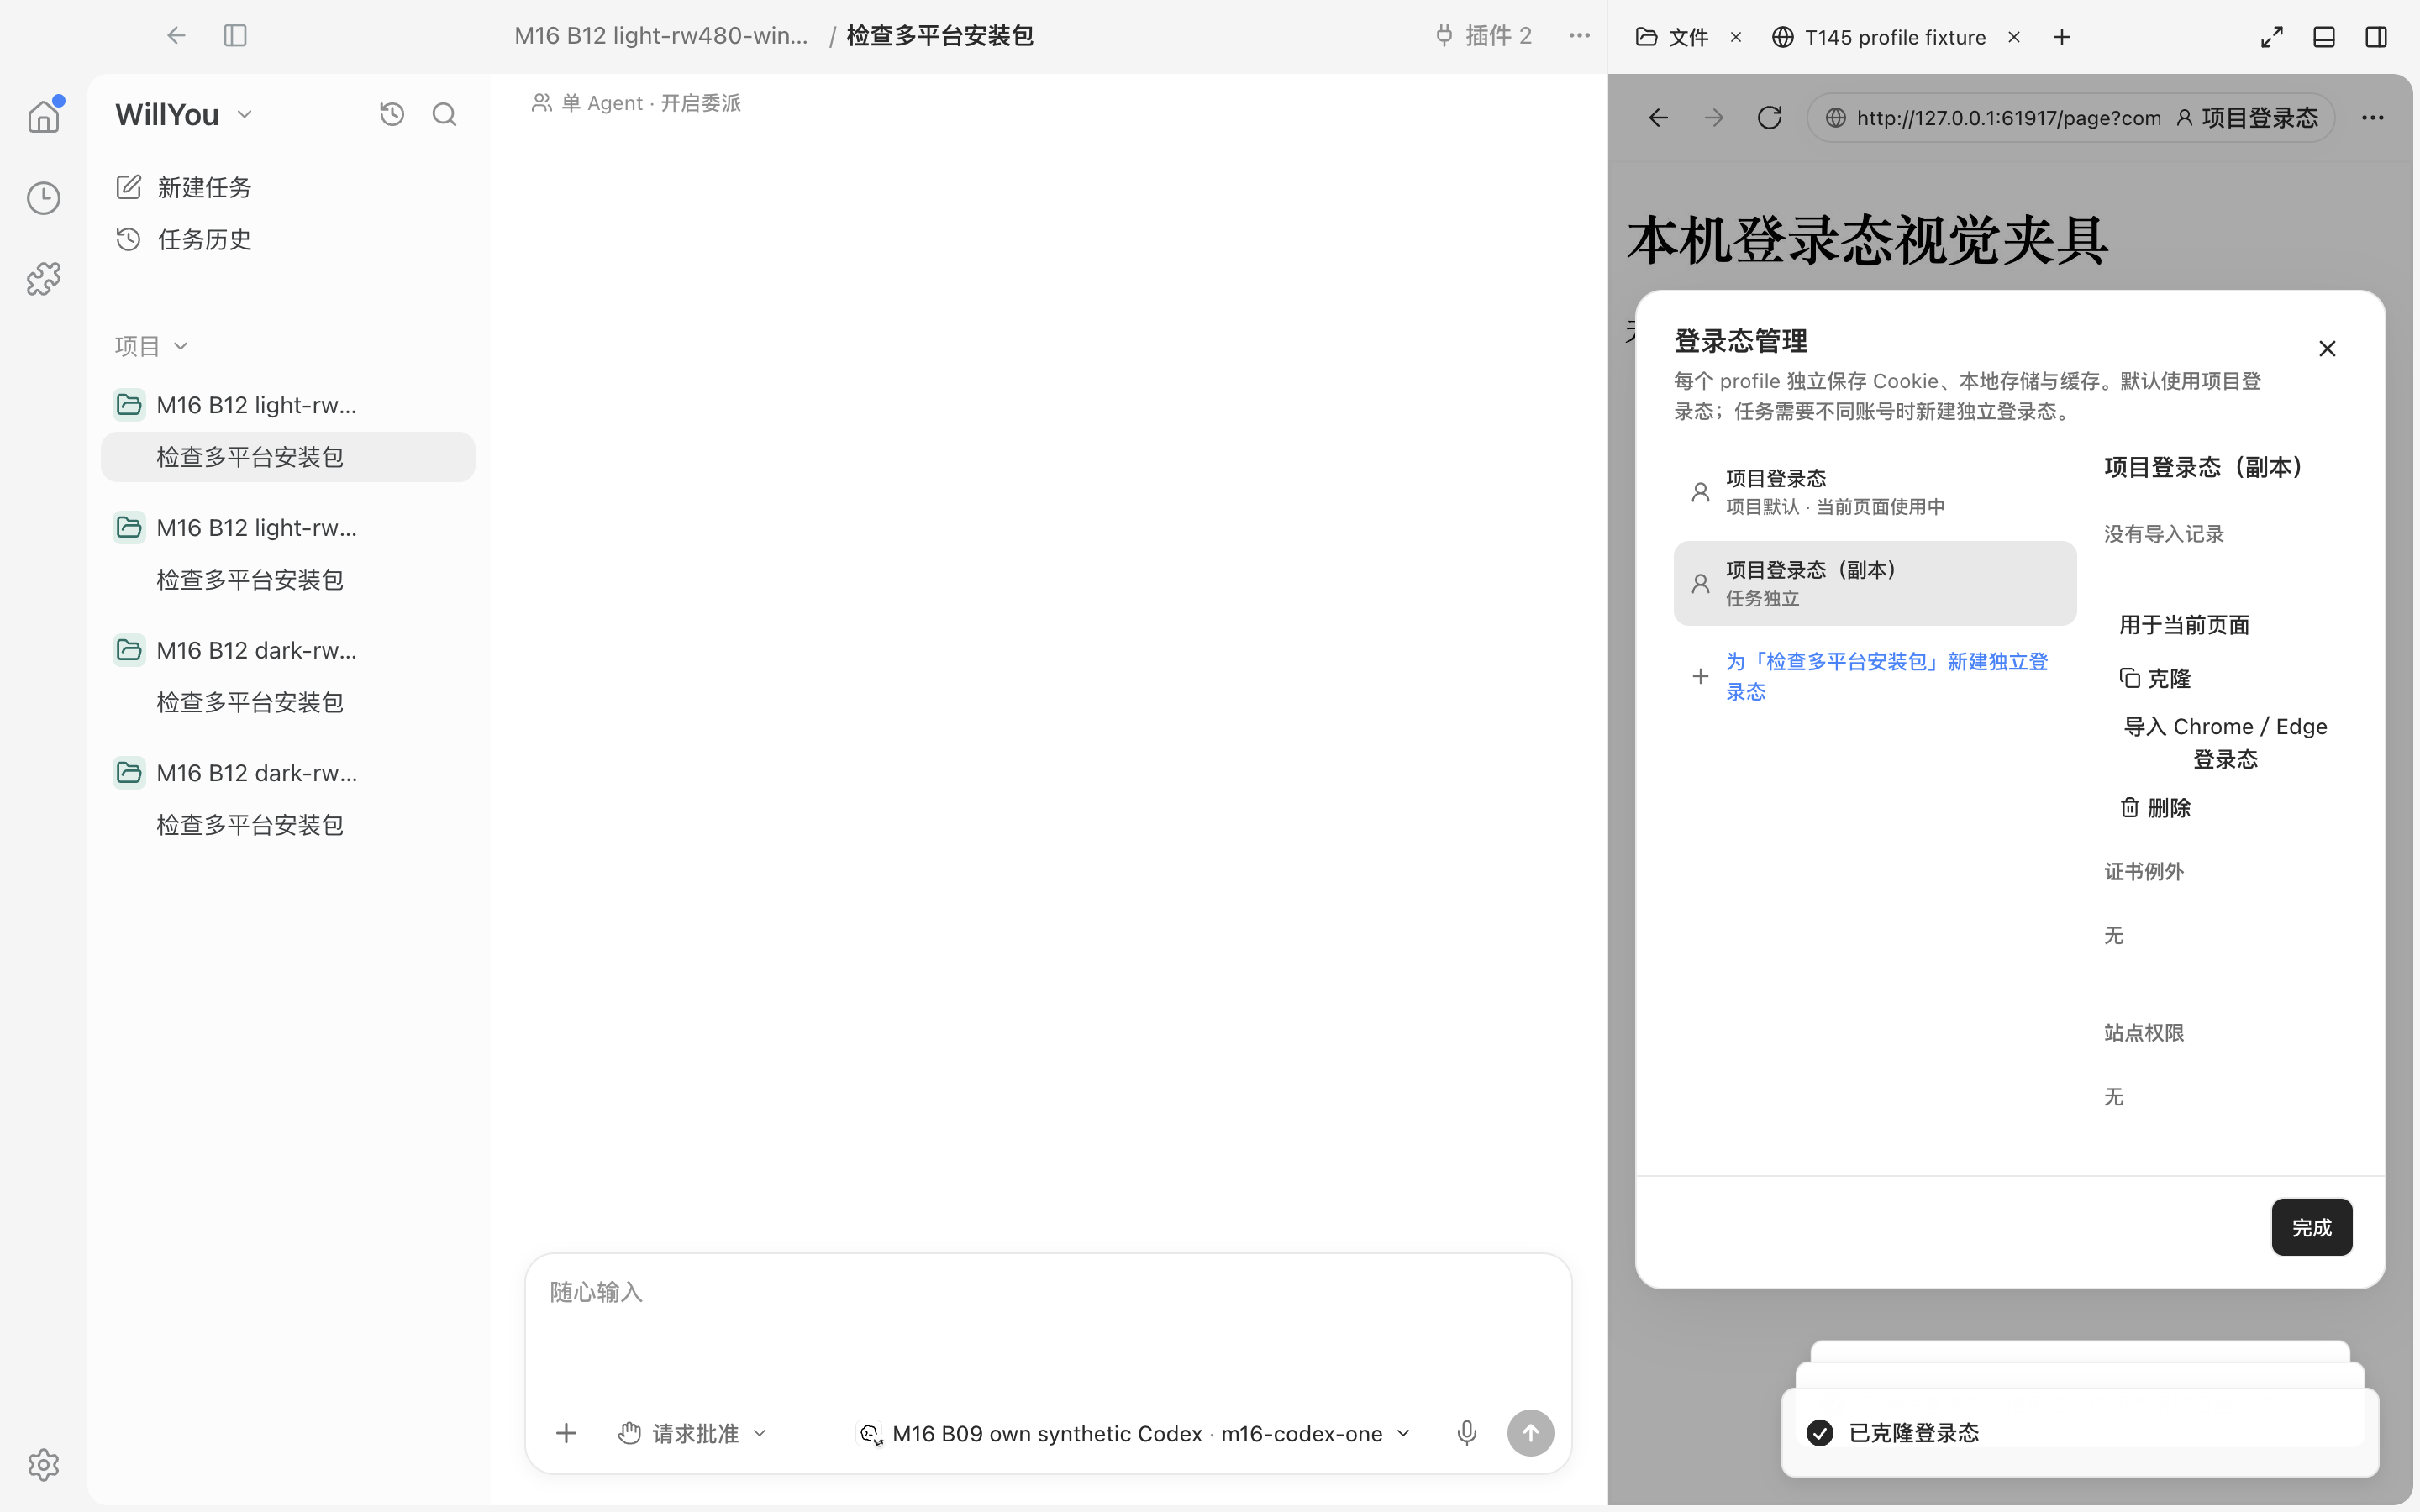 M16 B12 light-rw480-win... / 检查多平台安装包
插件 2
文件
T145 profile fixture
WillYou
新建任务
任务历史
项目
M16 B12 light-rw...
检查多平台安装包
M16 B12 light-rw...
检查多平台安装包
M16 B12 dark-rw...
检查多平台安装包
M16 B12 dark-rw...
检查多平台安装包
单 Agent · 开启委派
随心输入
请求批准
M16 B09 own synthetic Codex · m16-codex-one
http://127.0.0.1:61917/page?com
项目登录态
本机登录态视觉夹具
登录态管理
每个 profile 独立保存 Cookie、本地存储与缓存。默认使用项目登
录态；任务需要不同账号时新建独立登录态。
项目登录态
项目默认 · 当前页面使用中
项目登录态（副本）
任务独立
为「检查多平台安装包」新建独立登
录态
项目登录态（副本）
没有导入记录
用于当前页面
克隆
导入 Chrome / Edge
登录态
删除
证书例外
无
站点权限
无
完成
已克隆登录态